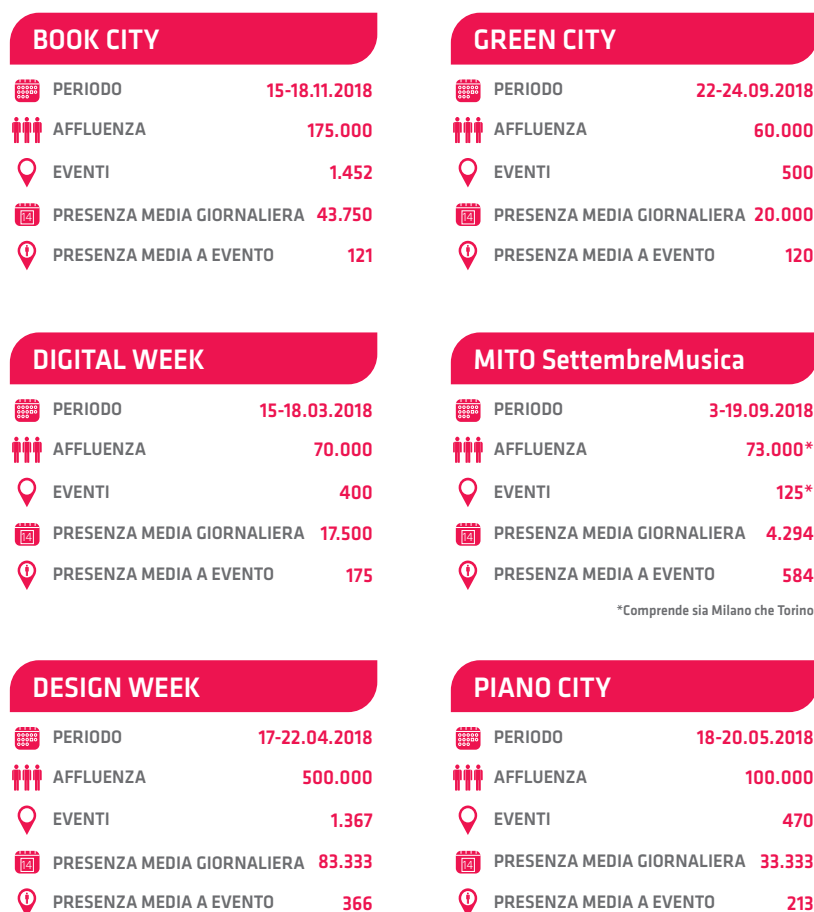 BOOK CITY
PERIODO 15-18.11.2018
AFFLUENZA 175.000
EVENTI 1.452
14 PRESENZA MEDIA GIORNALIERA 43.750
PRESENZA MEDIA A EVENTO 121
GREEN CITY
PERIODO 22-24.09.2018
AFFLUENZA 60.000
EVENTI 500
14 PRESENZA MEDIA GIORNALIERA 20.000
PRESENZA MEDIA A EVENTO 120
DIGITAL WEEK
PERIODO 15-18.03.2018
AFFLUENZA 70.000
EVENTI 400
14 PRESENZA MEDIA GIORNALIERA 17.500
PRESENZA MEDIA A EVENTO 175
MITO SettembreMusica
PERIODO 3-19.09.2018
AFFLUENZA 73.000*
EVENTI 125*
14 PRESENZA MEDIA GIORNALIERA 4.294
PRESENZA MEDIA A EVENTO 584
*Comprende sia Milano che Torino
DESIGN WEEK
PERIODO 17-22.04.2018
AFFLUENZA 500.000
EVENTI 1.367
14 PRESENZA MEDIA GIORNALIERA 83.333
PRESENZA MEDIA A EVENTO 366
PIANO CITY
PERIODO 18-20.05.2018
AFFLUENZA 100.000
EVENTI 470
14 PRESENZA MEDIA GIORNALIERA 33.333
PRESENZA MEDIA A EVENTO 213